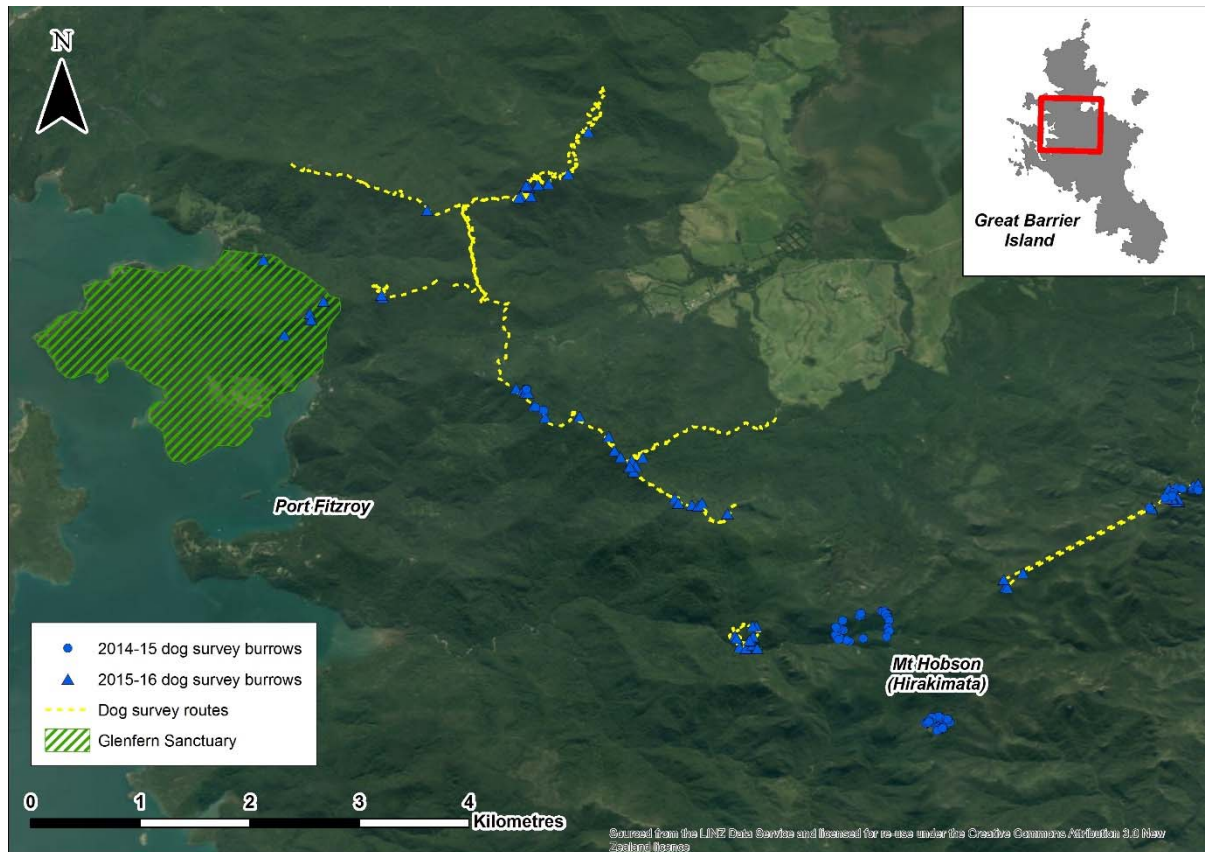 N
Great Barrier
Island
Port Fitzroy
Mt Hobson
(Hirakimata)
2014-15 dog survey burrows
2015-16 dog survey burrows
Dog survey routes
Glenfern Sanctuary
0 1 2 3 4
Kilometres
Sourced from the LINZ Data Service and licensed for re-use under the Creative Commons Attribution 3.0 New
Zealand licence